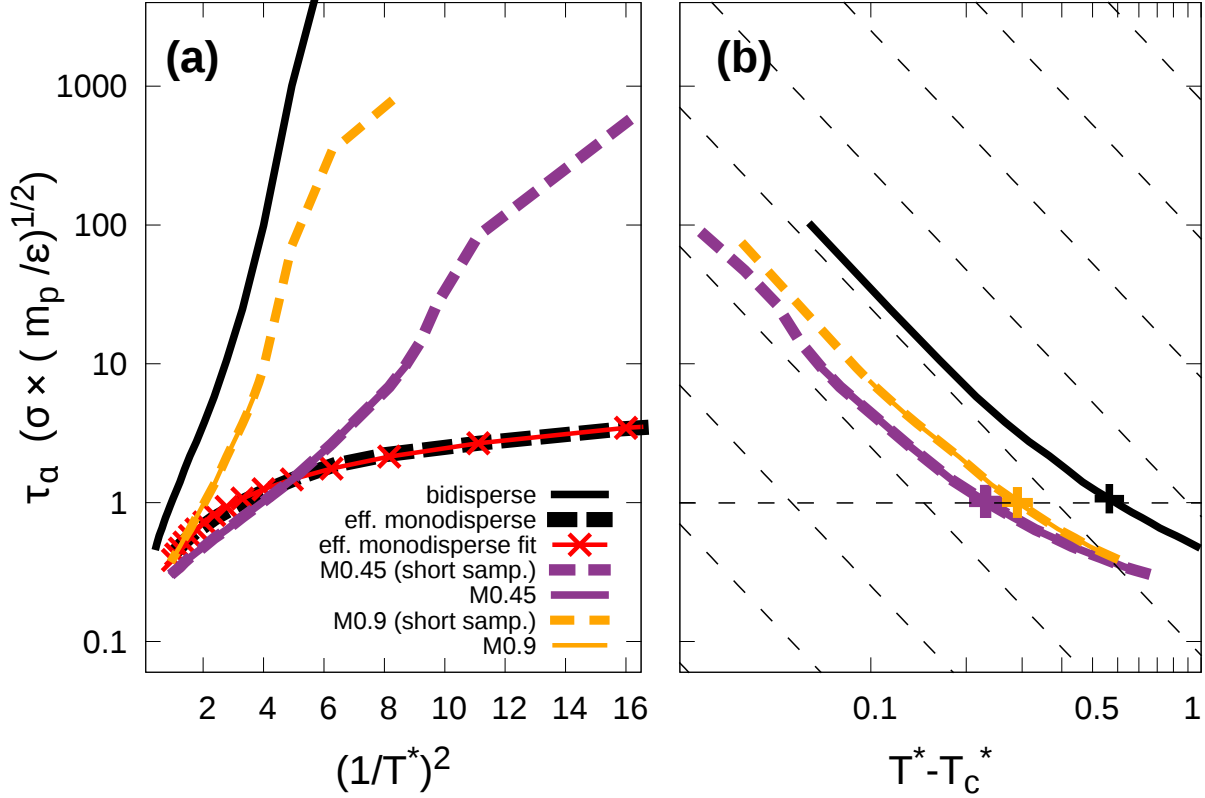 (a)
(b)
1000
100
10
1
0.1
τα (σ × ( mp /ε)1/2)
bidisperse
eff. monodisperse
eff. monodisperse fit
M0.45 (short samp.)
M0.45
M0.9 (short samp.)
M0.9
2 4 6 8 10 12 14 16
0.1 0.5 1
(1/T*)2
T*-Tc*